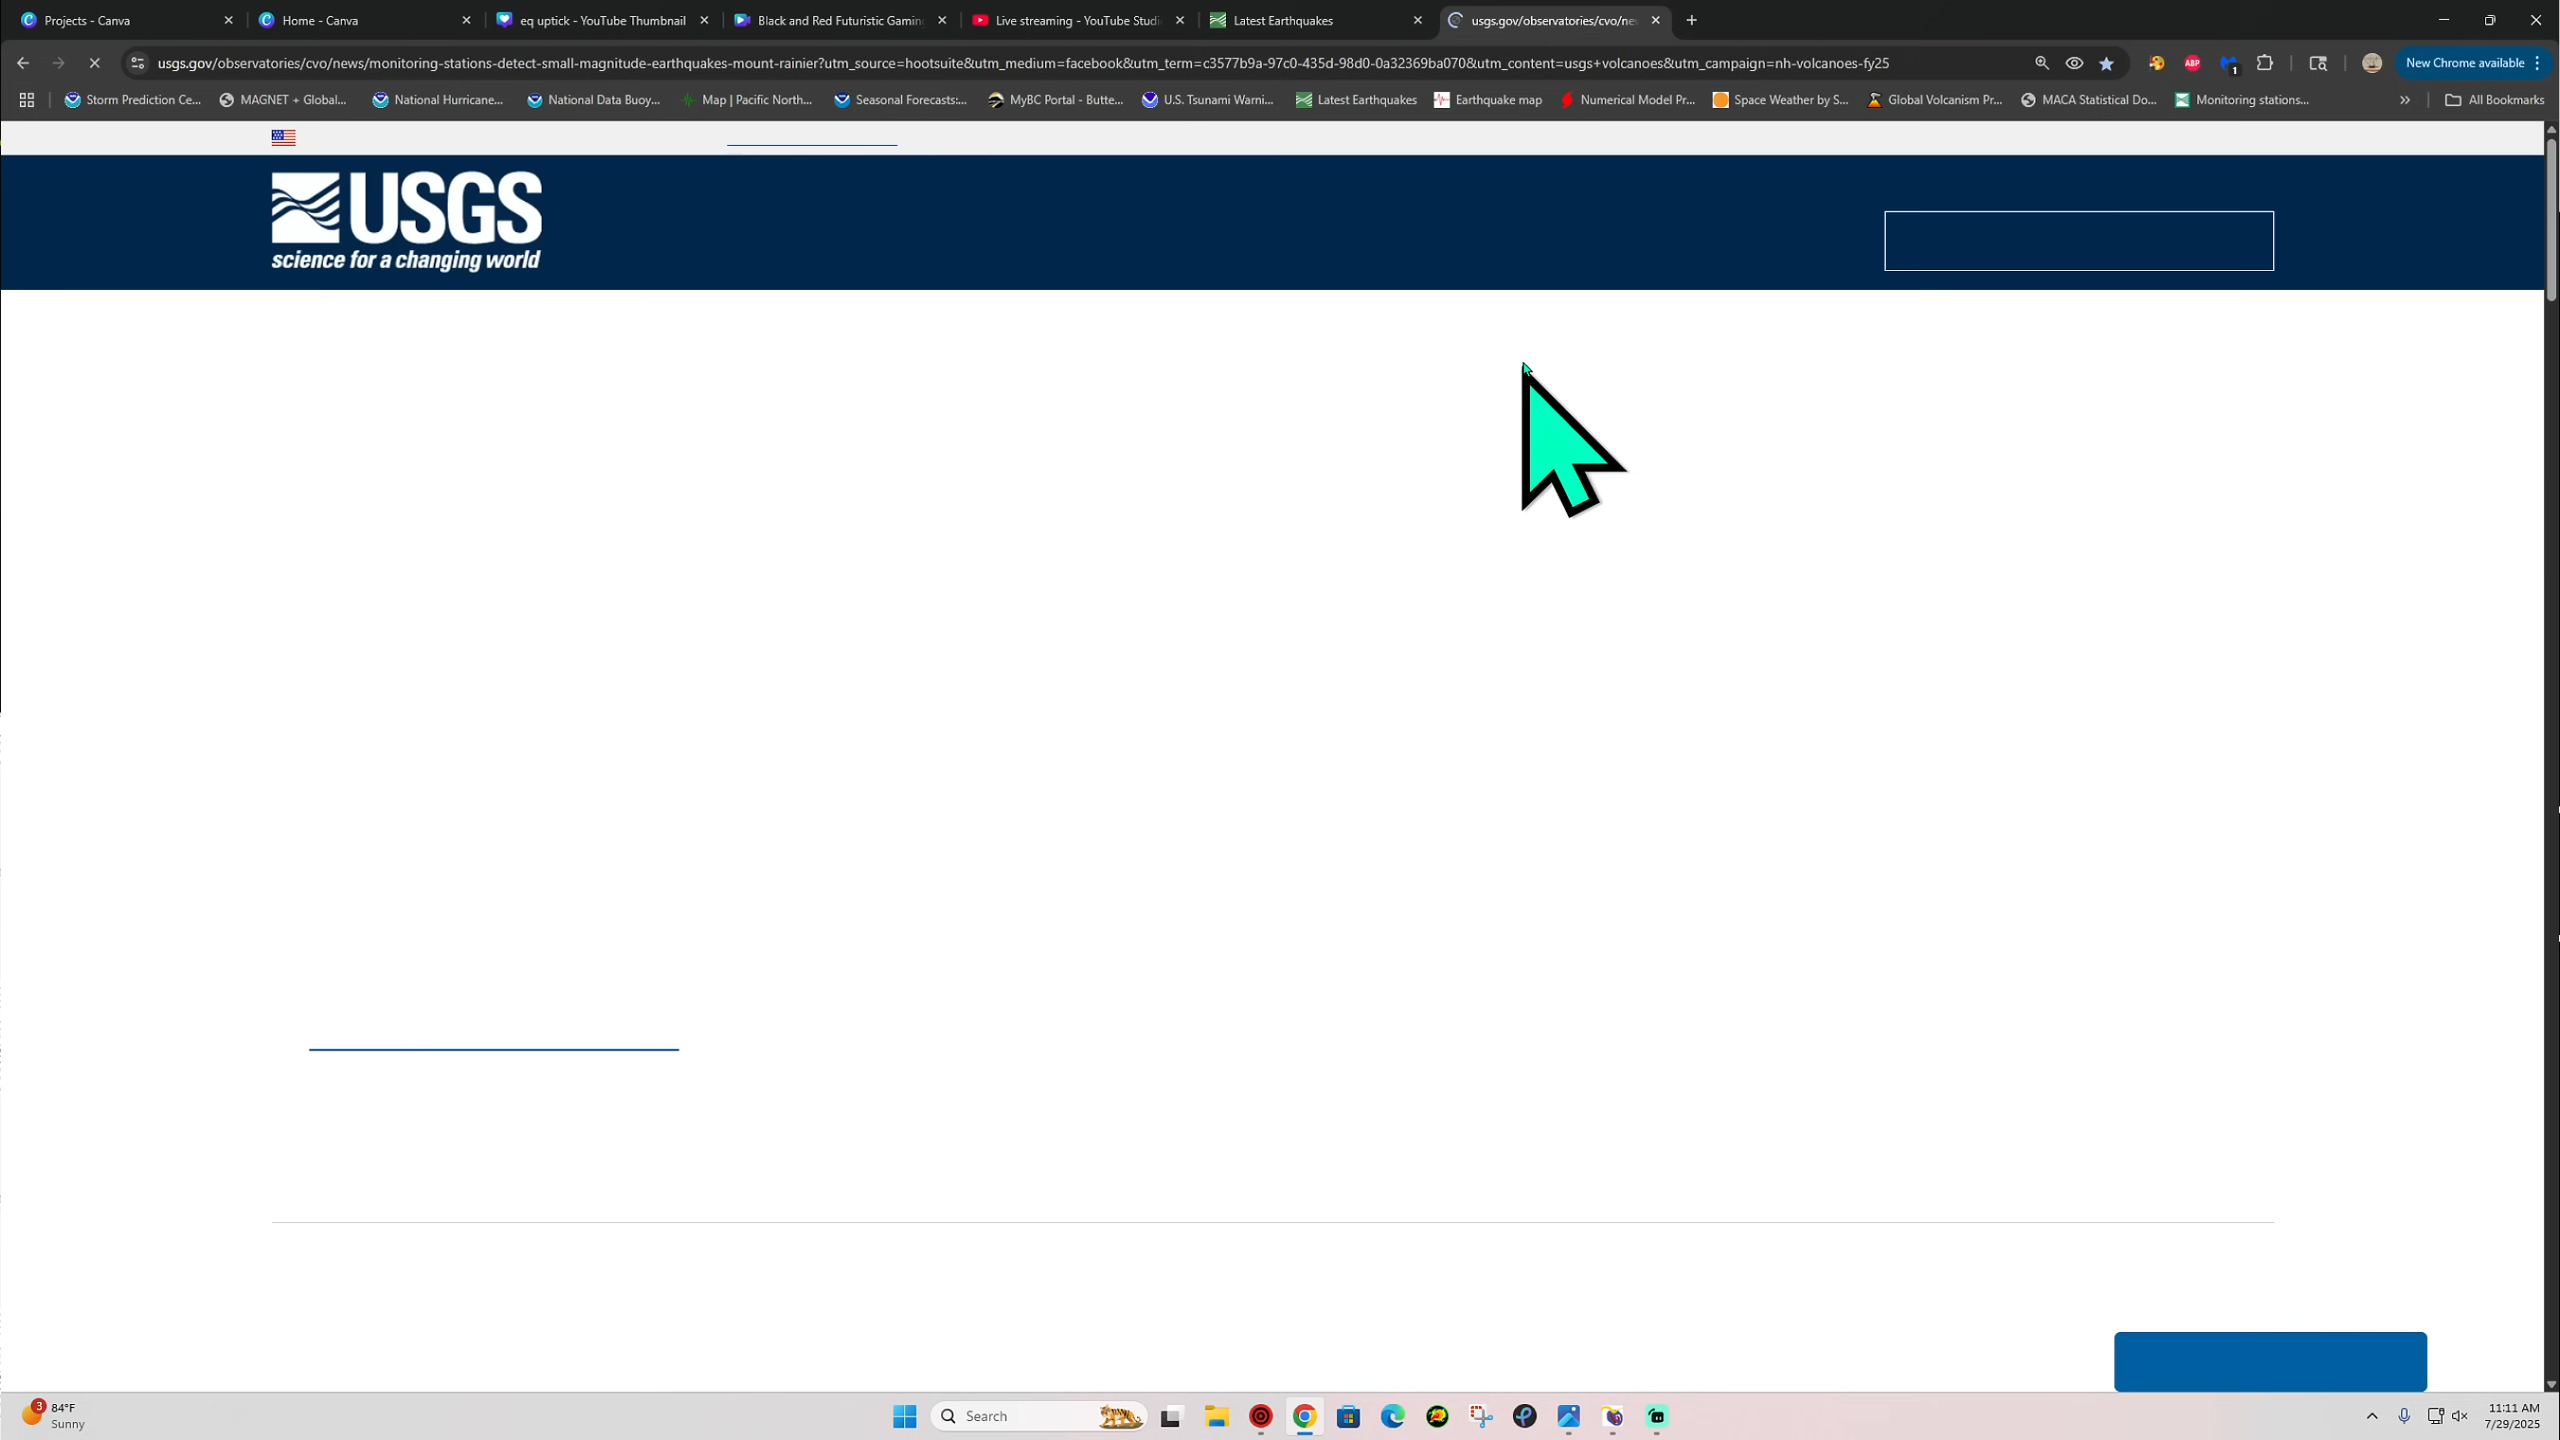 Projects - Canva
Home - Canva
eq uptick - YouTube Thumbnail
Black and Red Futuristic Gamin
Live streaming - YouTube Studi
Latest Earthquakes
usgs.gov/observatories/cvo/ne
usgs.gov/observatories/cvo/news/monitoring-stations-detect-small-magnitude-earthquakes-mount-rainier?utm_source=hootsuite&utm_medium=facebook&utm_term=c3577b9a-97c0-435d-98d0-0a32369ba070&utm_content=usgs+volcanoes&utm_campaign=nh-volcanoes-fy25
ABP
1
New Chrome available
Storm Prediction Ce...
MAGNET + Global...
National Hurricane...
National Data Buoy...
Map | Pacific North...
Seasonal Forecasts:...
MyBC Portal - Butte...
U.S. Tsunami Warni...
Latest Earthquakes
Earthquake map
Numerical Model Pr...
Space Weather by S...
Global Volcanism Pr...
MACA Statistical Do...
Monitoring stations...
All Bookmarks
USGS
science for a changing world
3
84°F
Sunny
Search
11:11 AM
7/29/2025